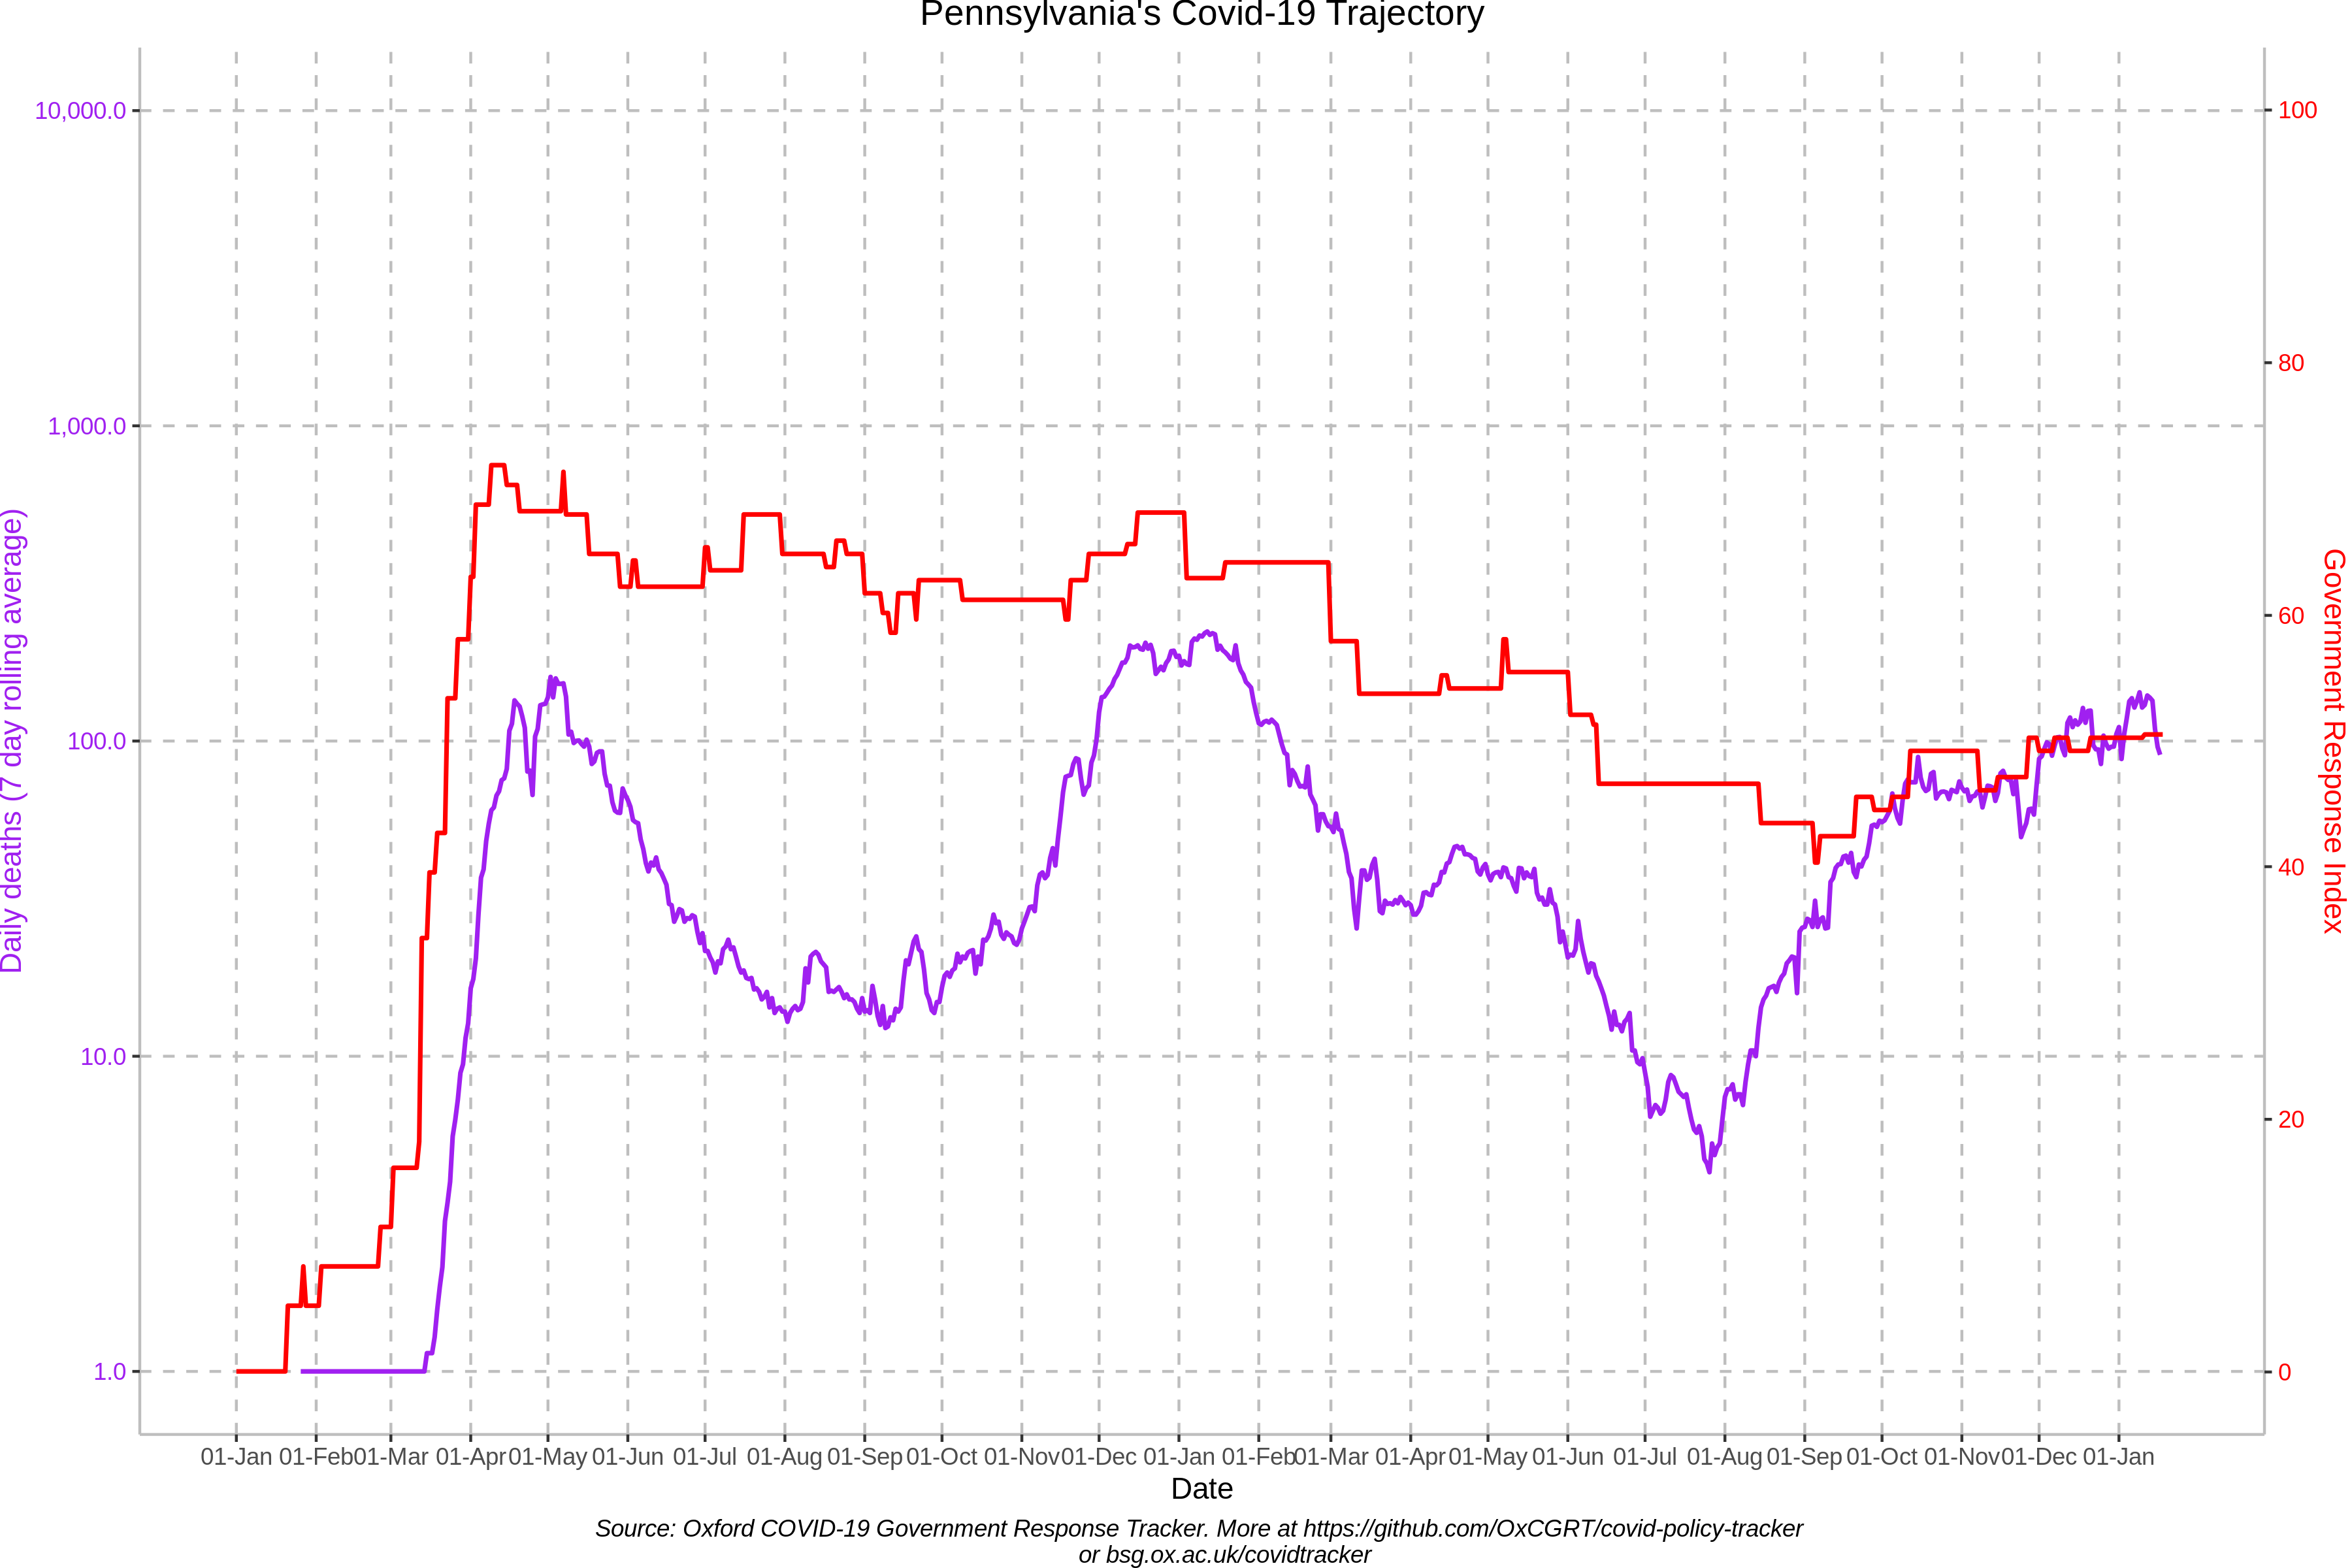 Pennsylvania's Covid-19 Trajectory
10,000.0
1,000.0
100.0
10.0
1.0
Daily deaths (7 day rolling average)
100
80
60
40
20
0
Government Response Index
01-Jan 01-Feb 01-Mar 01-Apr 01-May 01-Jun 01-Jul 01-Aug 01-Sep 01-Oct 01-Nov 01-Dec 01-Jan 01-Feb 01-Mar 01-Apr 01-May 01-Jun 01-Jul 01-Aug 01-Sep 01-Oct 01-Nov 01-Dec 01-Jan
Date
Source: Oxford COVID-19 Government Response Tracker. More at https://github.com/OxCGRT/covid-policy-tracker
or bsg.ox.ac.uk/covidtracker